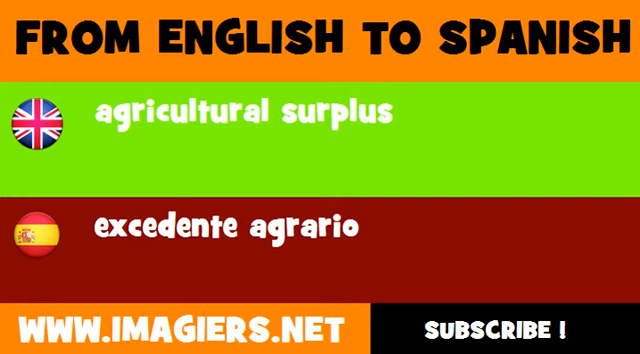 FROM ENGLISH TO SPANISH
agricultural surplus
excedente agrario
WWW.IMAGIERS.NET
SUBSCRIBE !